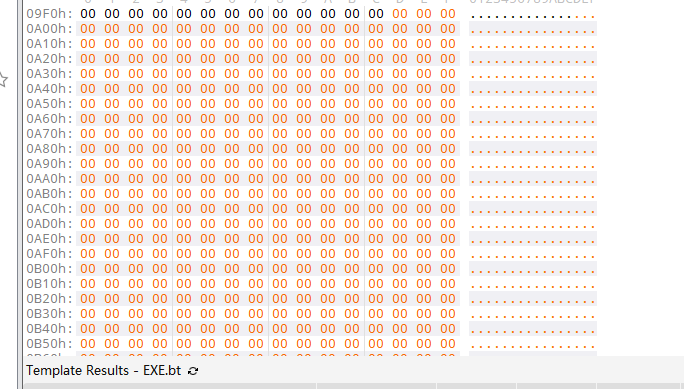 09F0h: 00 00 00 00 00 00 00 00 00 00 00 00 00 00 00 00 ................
0A00h: 00 00 00 00 00 00 00 00 00 00 00 00 00 00 00 00 ................
0A10h: 00 00 00 00 00 00 00 00 00 00 00 00 00 00 00 00 ................
0A20h: 00 00 00 00 00 00 00 00 00 00 00 00 00 00 00 00 ................
0A30h: 00 00 00 00 00 00 00 00 00 00 00 00 00 00 00 00 ................
0A40h: 00 00 00 00 00 00 00 00 00 00 00 00 00 00 00 00 ................
0A50h: 00 00 00 00 00 00 00 00 00 00 00 00 00 00 00 00 ................
0A60h: 00 00 00 00 00 00 00 00 00 00 00 00 00 00 00 00 ................
0A70h: 00 00 00 00 00 00 00 00 00 00 00 00 00 00 00 00 ................
0A80h: 00 00 00 00 00 00 00 00 00 00 00 00 00 00 00 00 ................
0A90h: 00 00 00 00 00 00 00 00 00 00 00 00 00 00 00 00 ................
0AA0h: 00 00 00 00 00 00 00 00 00 00 00 00 00 00 00 00 ................
0AB0h: 00 00 00 00 00 00 00 00 00 00 00 00 00 00 00 00 ................
0AC0h: 00 00 00 00 00 00 00 00 00 00 00 00 00 00 00 00 ................
0AD0h: 00 00 00 00 00 00 00 00 00 00 00 00 00 00 00 00 ................
0AE0h: 00 00 00 00 00 00 00 00 00 00 00 00 00 00 00 00 ................
0AF0h: 00 00 00 00 00 00 00 00 00 00 00 00 00 00 00 00 ................
0B00h: 00 00 00 00 00 00 00 00 00 00 00 00 00 00 00 00 ................
0B10h: 00 00 00 00 00 00 00 00 00 00 00 00 00 00 00 00 ................
0B20h: 00 00 00 00 00 00 00 00 00 00 00 00 00 00 00 00 ................
0B30h: 00 00 00 00 00 00 00 00 00 00 00 00 00 00 00 00 ................
0B40h: 00 00 00 00 00 00 00 00 00 00 00 00 00 00 00 00 ................
0B50h: 00 00 00 00 00 00 00 00 00 00 00 00 00 00 00 00 ................
Template Results - EXE.bt